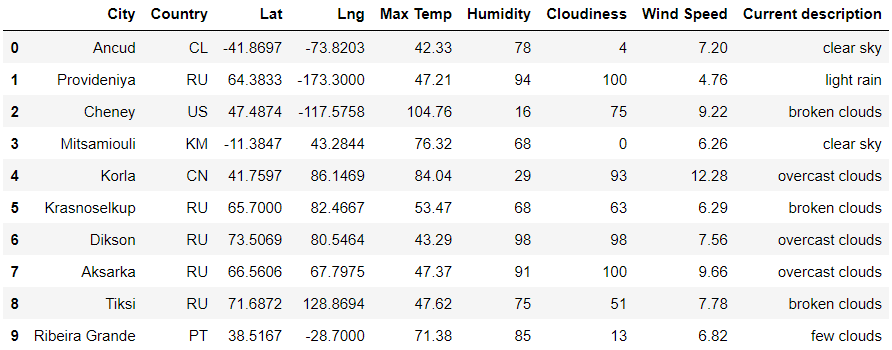 City Country Lat Lng Max Temp Humidity Cloudiness Wind Speed Current description
0 Ancud CL -41.8697 -73.8203 42.33 78 4 7.20 clear sky
1 Provideniya RU 64.3833 -173.3000 47.21 94 100 4.76 light rain
2 Cheney US 47.4874 -117.5758 104.76 16 75 9.22 broken clouds
3 Mitsamiouli KM -11.3847 43.2844 76.32 68 0 6.26 clear sky
4 Korla CN 41.7597 86.1469 84.04 29 93 12.28 overcast clouds
5 Krasnoselkup RU 65.7000 82.4667 53.47 68 63 6.29 broken clouds
6 Dikson RU 73.5069 80.5464 43.29 98 98 7.56 overcast clouds
7 Aksarka RU 66.5606 67.7975 47.37 91 100 9.66 overcast clouds
8 Tiksi RU 71.6872 128.8694 47.62 75 51 7.78 broken clouds
9 Ribeira Grande PT 38.5167 -28.7000 71.38 85 13 6.82 few clouds